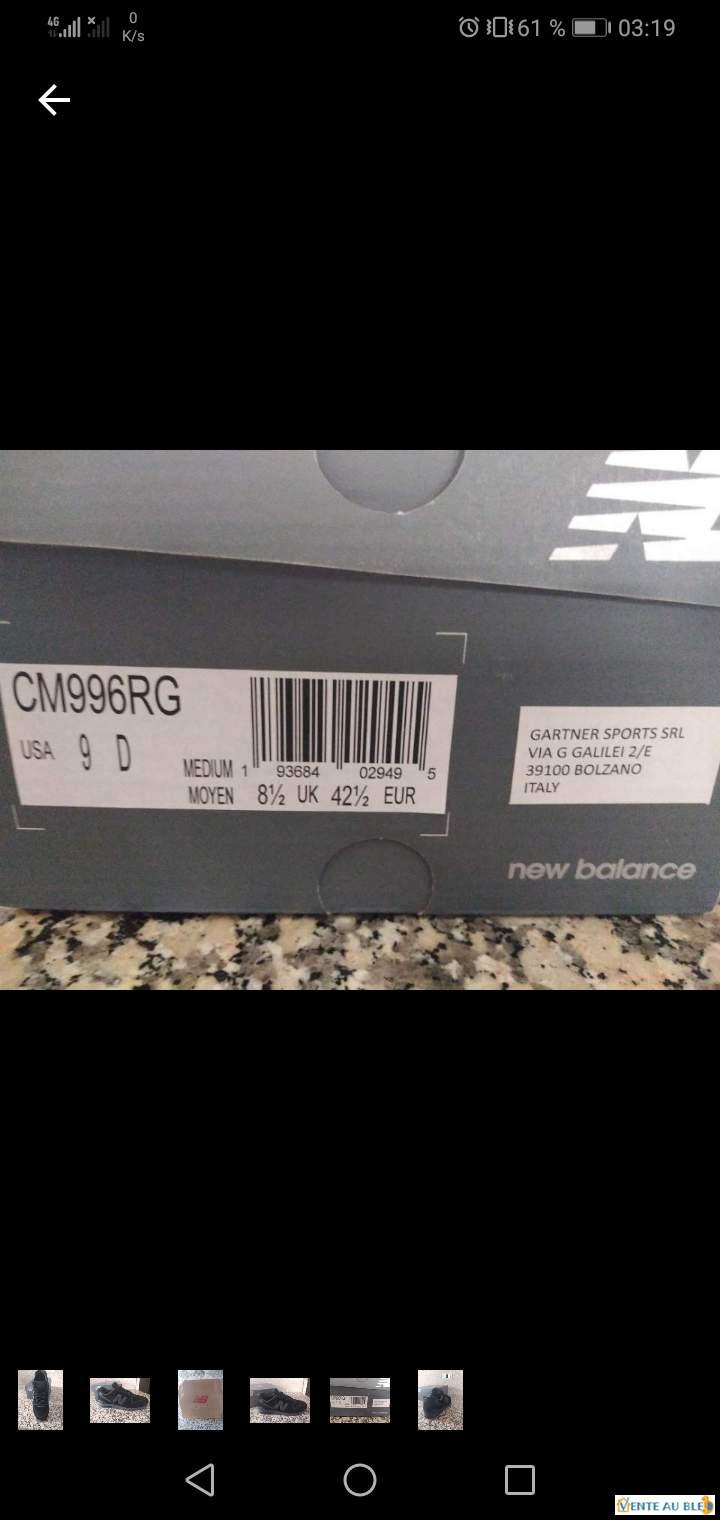 4G 0 K/s 61 % 03:19
CM996RG
USA 9 D
MEDIUM 1 93684 02949 5
MOYEN 8½ UK 42½ EUR
GARTNER SPORTS SRL
VIA G GALILEI 2/E
39100 BOLZANO
ITALY
new balance
VENTE AU BLED